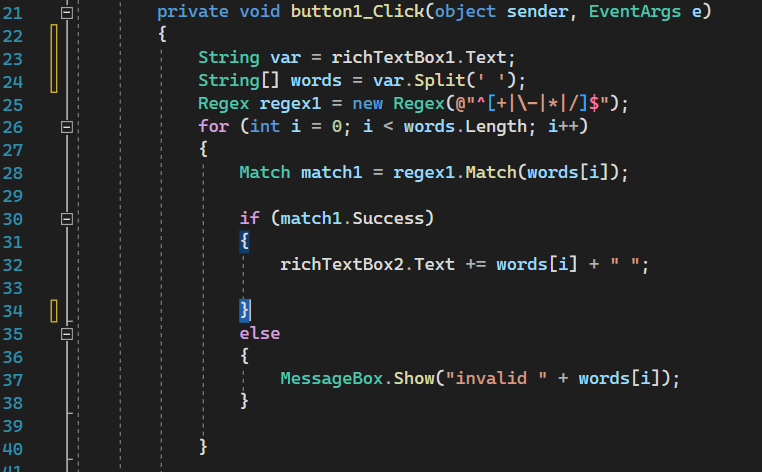 21 private void button1_Click(object sender, EventArgs e)
22 {
23 String var = richTextBox1.Text;
24 String[] words = var.Split(' ');
25 Regex regex1 = new Regex(@"^[+|\-|*|/]$");
26 for (int i = 0; i < words.Length; i++)
27 {
28 Match match1 = regex1.Match(words[i]);
29
30 if (match1.Success)
31 {
32 richTextBox2.Text += words[i] + " ";
33
34 }
35 else
36 {
37 MessageBox.Show("invalid " + words[i]);
38 }
39
40 }
41